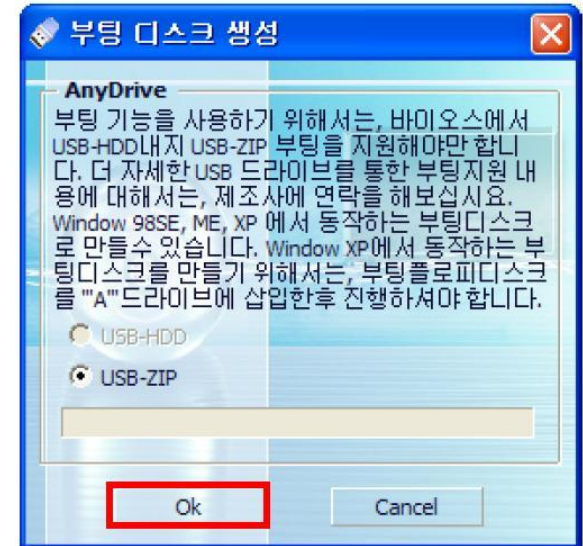 부팅 디스크 생성
AnyDrive
부팅 기능을 사용하기 위해서는, 바이오스에서
USB-HDD내지 USB-ZIP 부팅을 지원해야만 합니
다. 더 자세한 USB 드라이브를 통한 부팅지원 내
용에 대해서는, 제조사에 연락을 해보십시요.
Window 98SE, ME, XP 에서 동작하는 부팅디스크
로 만들수 있습니다. Window XP에서 동작하는 부
팅디스크를 만들기 위해서는, 부팅플로피디스크
를 "'A'"드라이브에 삽입한후 진행하셔야 합니다.
USB-HDD
USB-ZIP
Ok
Cancel